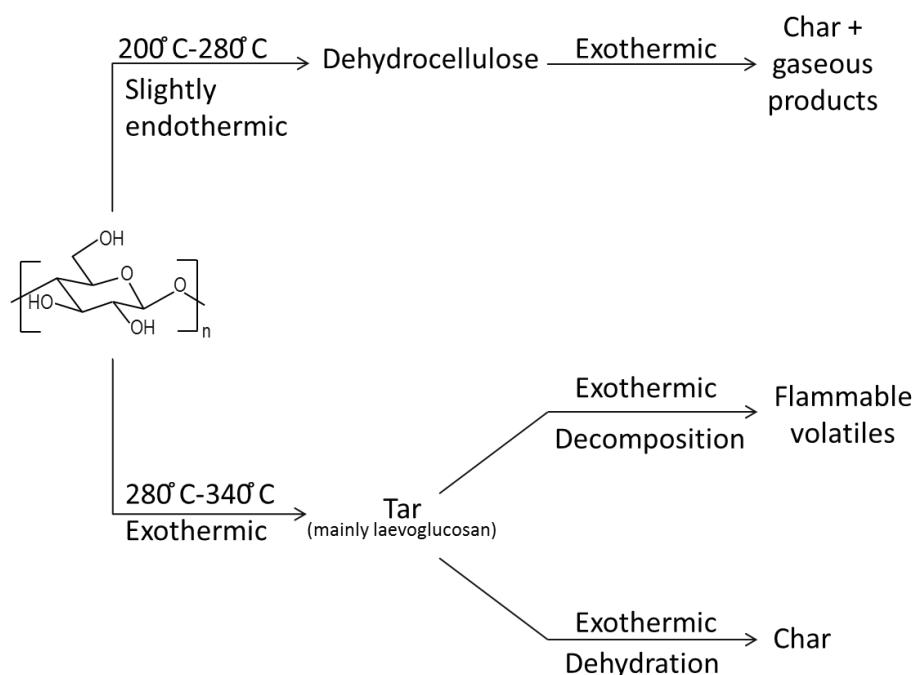 200°C-280°C
Slightly
endothermic
Dehydrocellulose
Exothermic
Char +
gaseous
products
OH
O
O
HO
OH
n
280°C-340°C
Exothermic
Tar
(mainly laevoglucosan)
Exothermic
Decomposition
Flammable
volatiles
Exothermic
Dehydration
Char